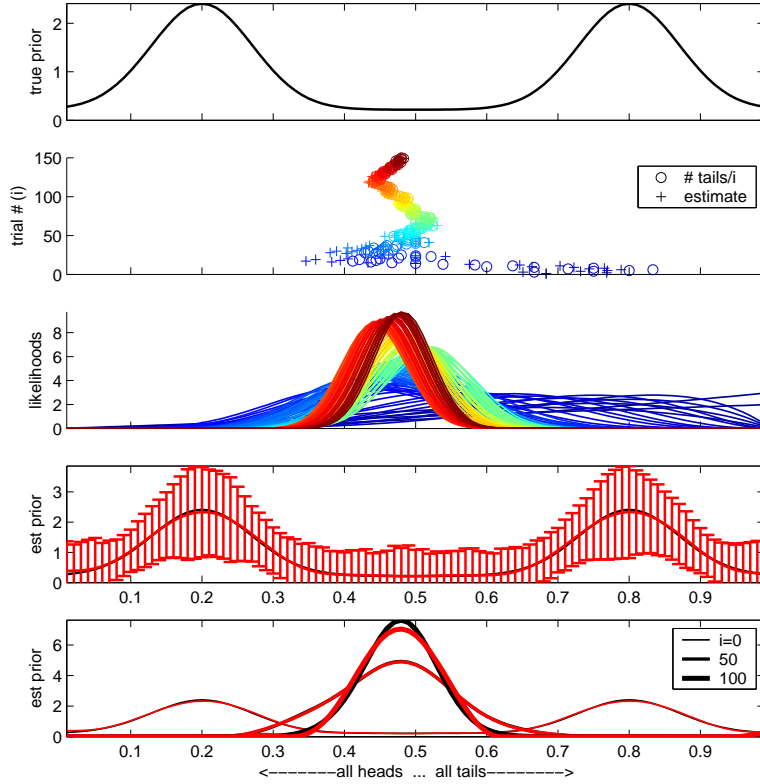 2
1
0
true prior
150
100
50
0
trial # (i)
# tails/i
estimate
8
6
4
2
0
likelihoods
3
2
1
0
est prior
0.1 0.2 0.3 0.4 0.5 0.6 0.7 0.8 0.9
6
4
2
0
est prior
i=0
50
100
0.1 0.2 0.3 0.4 0.5 0.6 0.7 0.8 0.9
<−−−−−−−all heads ... all tails−−−−−−−−>